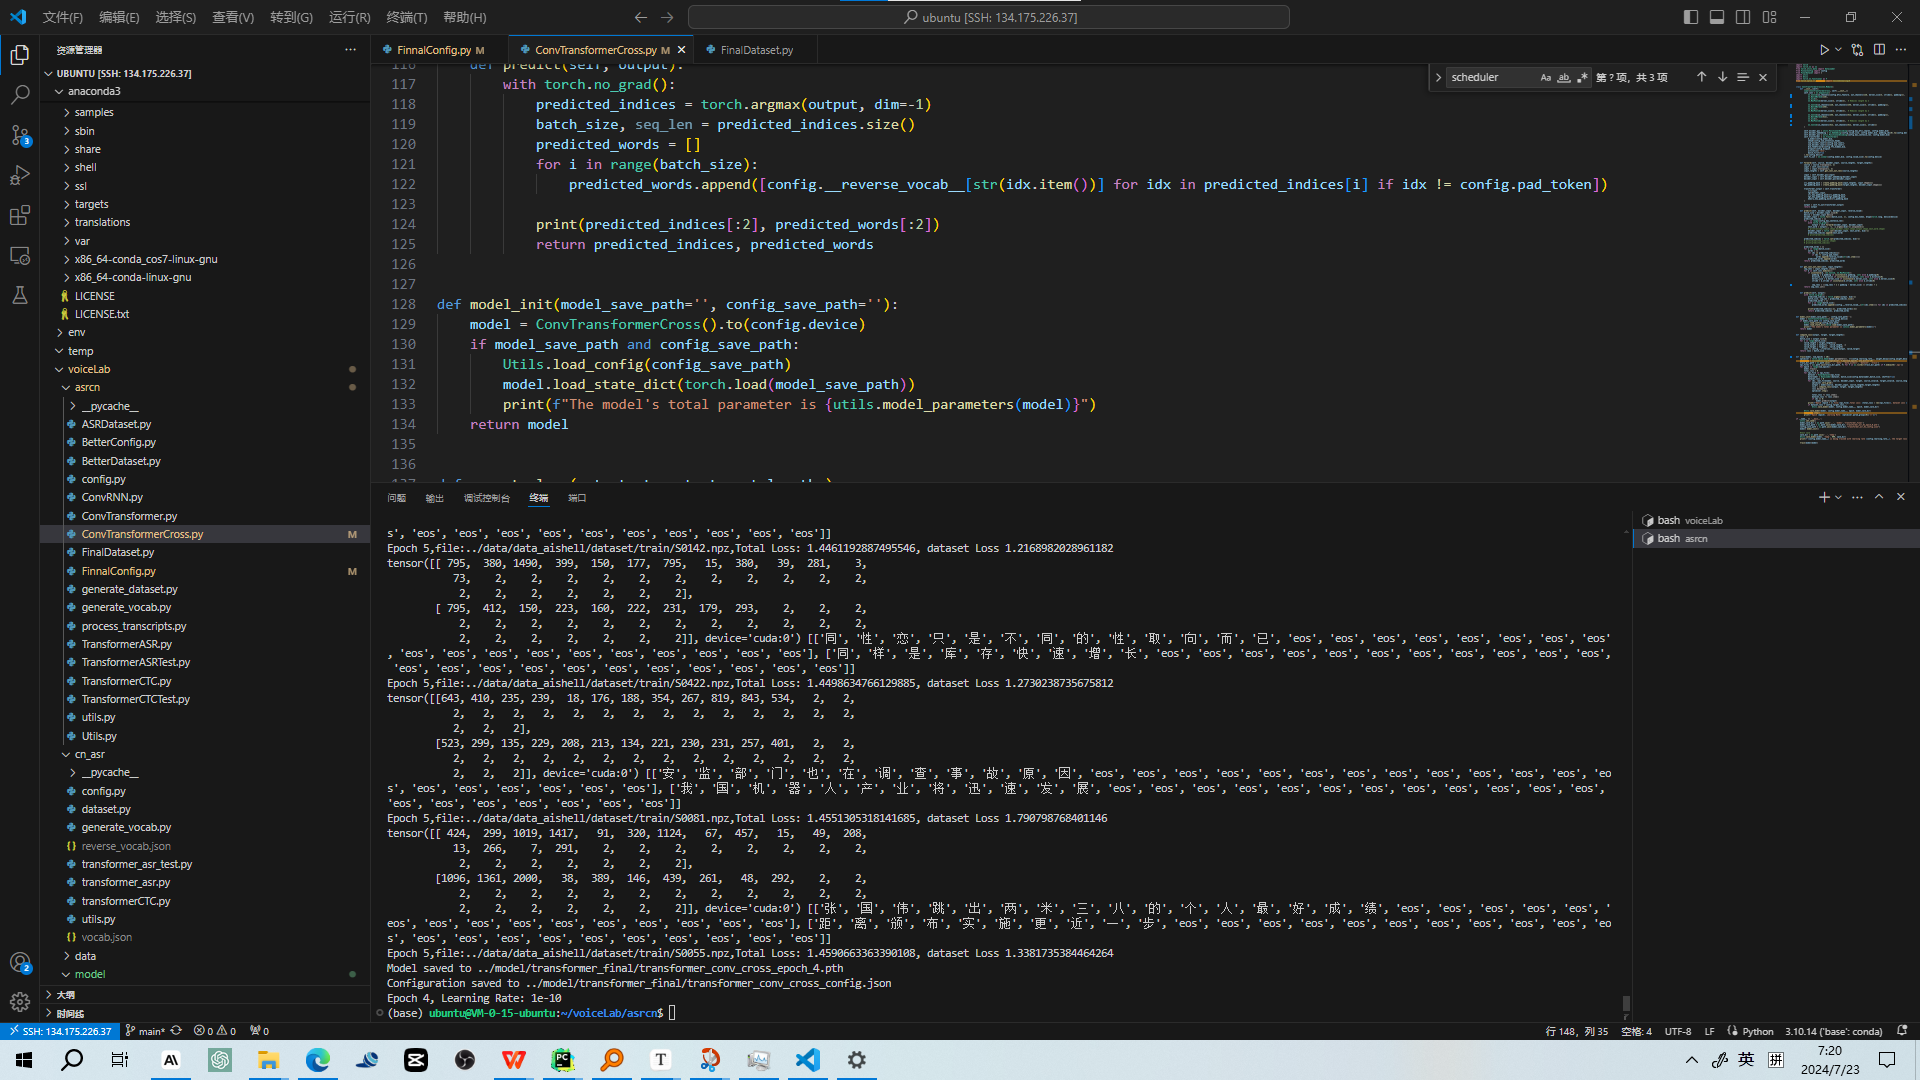 文件(F) 编辑(E) 选择(S) 查看(V) 转到(G) 运行(R) 终端(T) 帮助(H)
ubuntu [SSH: 134.175.226.37]
资源管理器
FinnalConfig.py M
ConvTransformerCross.py M
FinalDataset.py
UBUNTU [SSH: 134.175.226.37]
anaconda3
samples
sbin
share
shell
ssl
targets
translations
var
x86_64-conda_cos7-linux-gnu
x86_64-conda-linux-gnu
LICENSE
LICENSE.txt
env
temp
voiceLab
asrcn
__pycache__
ASRDataset.py
BetterConfig.py
BetterDataset.py
config.py
ConvRNN.py
ConvTransformer.py
ConvTransformerCross.py M
FinalDataset.py
FinnalConfig.py M
generate_dataset.py
generate_vocab.py
process_transcripts.py
TransformerASR.py
TransformerASRTest.py
TransformerCTC.py
TransformerCTCTest.py
utils.py
Utils.py
cn_asr
__pycache__
config.py
dataset.py
generate_vocab.py
reverse_vocab.json
transformer_asr_test.py
transformer_asr.py
transformerCTC.py
utils.py
vocab.json
data
model
大纲
时间线
scheduler Aa ab 第 ? 项, 共 3 项
116 def predict(self, output):
117 with torch.no_grad():
118 predicted_indices = torch.argmax(output, dim=-1)
119 batch_size, seq_len = predicted_indices.size()
120 predicted_words = []
121 for i in range(batch_size):
122 predicted_words.append([config.__reverse_vocab__[str(idx.item())] for idx in predicted_indices[i] if idx != config.pad_token])
123
124 print(predicted_indices[:2], predicted_words[:2])
125 return predicted_indices, predicted_words
126
127
128 def model_init(model_save_path='', config_save_path=''):
129 model = ConvTransformerCross().to(config.device)
130 if model_save_path and config_save_path:
131 Utils.load_config(config_save_path)
132 model.load_state_dict(torch.load(model_save_path))
133 print(f"The model's total parameter is {utils.model_parameters(model)}")
134 return model
135
136
问题 输出 调试控制台 终端 端口
bash voiceLab
bash asrcn
s', 'eos', 'eos', 'eos', 'eos', 'eos', 'eos', 'eos', 'eos', 'eos']]
Epoch 5,file:../data/data_aishell/dataset/train/S0142.npz,Total Loss: 1.4461192887495546, dataset Loss 1.2168982028961182
tensor([[ 795, 380, 1490, 399, 150, 177, 795, 15, 380, 39, 281, 3,
73, 2, 2, 2, 2, 2, 2, 2, 2, 2, 2, 2,
2, 2, 2, 2, 2, 2, 2],
[ 795, 412, 150, 223, 160, 222, 231, 179, 293, 2, 2, 2,
2, 2, 2, 2, 2, 2, 2, 2, 2, 2, 2, 2,
2, 2, 2, 2, 2, 2, 2]], device='cuda:0') [['同', '性', '恋', '只', '是', '不', '同', '的', '性', '取', '向', '而', '已', 'eos', 'eos', 'eos', 'eos', 'eos', 'eos', 'eos', 'eos'
, 'eos', 'eos', 'eos', 'eos', 'eos', 'eos', 'eos', 'eos', 'eos', 'eos'], ['同', '样', '是', '库', '存', '快', '速', '增', '长', 'eos', 'eos', 'eos', 'eos', 'eos', 'eos', 'eos', 'eos', 'eos', 'eos', 'eos',
'eos', 'eos', 'eos', 'eos', 'eos', 'eos', 'eos', 'eos', 'eos', 'eos', 'eos']]
Epoch 5,file:../data/data_aishell/dataset/train/S0422.npz,Total Loss: 1.4498634766129885, dataset Loss 1.2730238735675812
tensor([[643, 410, 235, 239, 18, 176, 188, 354, 267, 819, 843, 534, 2, 2,
2, 2, 2, 2, 2, 2, 2, 2, 2, 2, 2, 2, 2, 2,
2, 2, 2],
[523, 299, 135, 229, 208, 213, 134, 221, 230, 231, 257, 401, 2, 2,
2, 2, 2, 2, 2, 2, 2, 2, 2, 2, 2, 2, 2, 2,
2, 2, 2]], device='cuda:0') [['安', '监', '部', '门', '也', '在', '调', '查', '事', '故', '原', '因', 'eos', 'eos', 'eos', 'eos', 'eos', 'eos', 'eos', 'eos', 'eos', 'eos', 'eos', 'eos', 'eo
s', 'eos', 'eos', 'eos', 'eos', 'eos', 'eos'], ['我', '国', '机', '器', '人', '产', '业', '将', '迅', '速', '发', '展', 'eos', 'eos', 'eos', 'eos', 'eos', 'eos', 'eos', 'eos', 'eos', 'eos', 'eos', 'eos',
'eos', 'eos', 'eos', 'eos', 'eos', 'eos', 'eos']]
Epoch 5,file:../data/data_aishell/dataset/train/S0081.npz,Total Loss: 1.4551305318141685, dataset Loss 1.790798768401146
tensor([[ 424, 299, 1019, 1417, 91, 320, 1124, 67, 457, 15, 49, 208,
13, 266, 7, 291, 2, 2, 2, 2, 2, 2, 2, 2,
2, 2, 2, 2, 2, 2, 2],
[1096, 1361, 2000, 38, 389, 146, 439, 261, 48, 292, 2, 2,
2, 2, 2, 2, 2, 2, 2, 2, 2, 2, 2, 2,
2, 2, 2, 2, 2, 2, 2]], device='cuda:0') [['张', '国', '伟', '跳', '出', '两', '米', '三', '八', '的', '个', '人', '最', '好', '成', '绩', 'eos', 'eos', 'eos', 'eos', 'eos', '
eos', 'eos', 'eos', 'eos', 'eos', 'eos', 'eos', 'eos', 'eos', 'eos'], ['距', '离', '颁', '布', '实', '施', '更', '近', '一', '步', 'eos', 'eos', 'eos', 'eos', 'eos', 'eos', 'eos', 'eos', 'eos', 'eos', 'eo
s', 'eos', 'eos', 'eos', 'eos', 'eos', 'eos', 'eos', 'eos', 'eos', 'eos']]
Epoch 5,file:../data/data_aishell/dataset/train/S0055.npz,Total Loss: 1.4590663363390108, dataset Loss 1.3381735384464264
Model saved to ../model/transformer_final/transformer_conv_cross_epoch_4.pth
Configuration saved to ../model/transformer_final/transformer_conv_cross_config.json
Epoch 4, Learning Rate: 1e-10
(base) ubuntu@VM-0-15-ubuntu:~/voiceLab/asrcn$
SSH: 134.175.226.37 main* 0 0 0
行 148, 列 35 空格: 4 UTF-8 LF Python 3.10.14 ('base': conda)
英 拼
7:20
2024/7/23